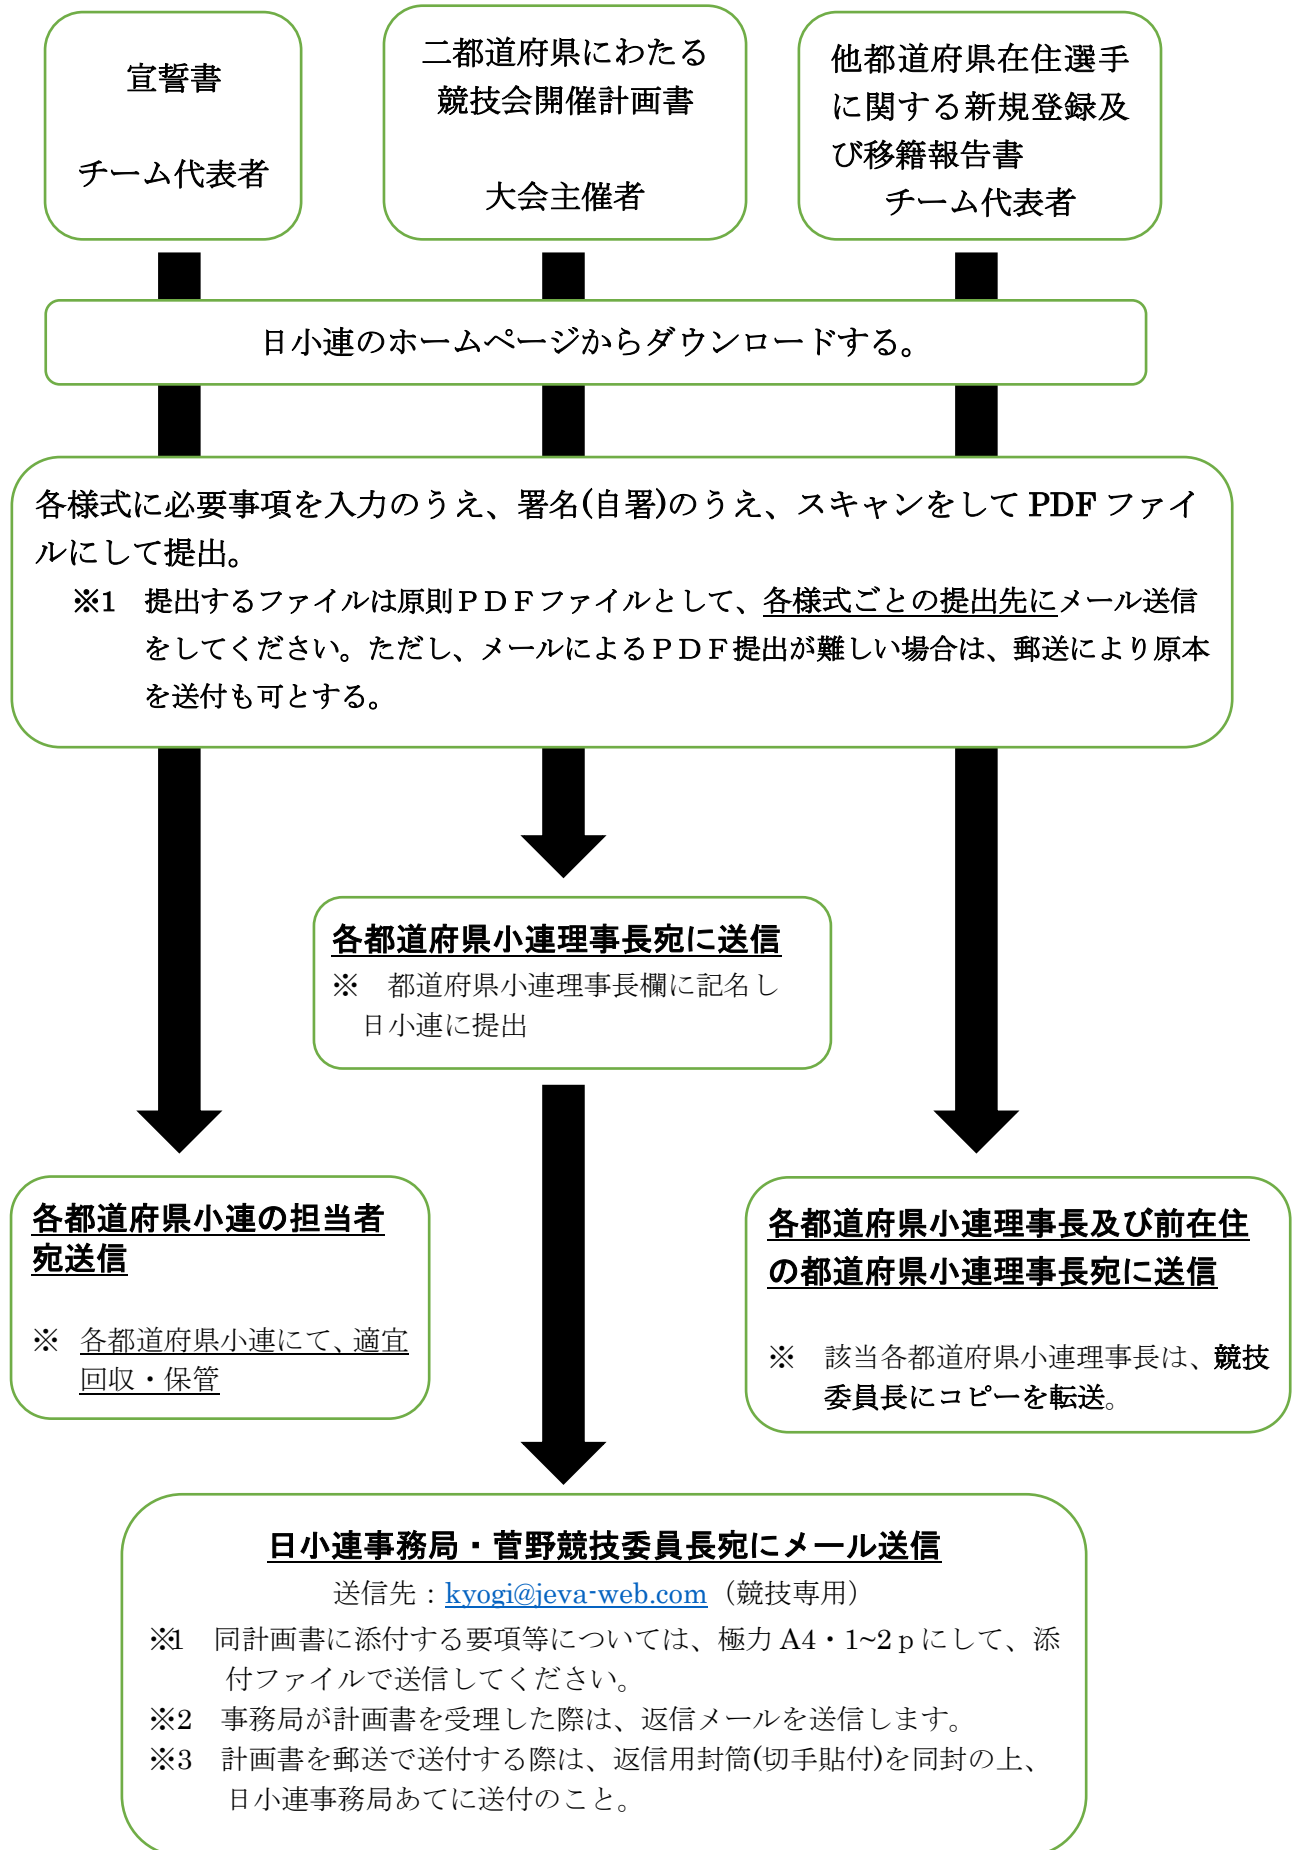 宣誓書
チーム代表者
二都道府県にわたる
競技会開催計画書
大会主催者
他都道府県在住選手
に関する新規登録及
び移籍報告書
チーム代表者
日小連のホームページからダウンロードする。
各様式に必要事項を入力のうえ、署名(自署)のうえ、スキャンをして PDF ファイ
ルにして提出。
※1　提出するファイルは原則ＰＤＦファイルとして、各様式ごとの提出先にメール送信
をしてください。ただし、メールによるＰＤＦ提出が難しい場合は、郵送により原本
を送付も可とする。
各都道府県小連理事長宛に送信
※　都道府県小連理事長欄に記名し
日小連に提出
各都道府県小連の担当者
宛送信
※　各都道府県小連にて、適宜
回収・保管
各都道府県小連理事長及び前在住
の都道府県小連理事長宛に送信
※　該当各都道府県小連理事長は、競技
委員長にコピーを転送。
日小連事務局・菅野競技委員長宛にメール送信
送信先：kyogi@jeva-web.com（競技専用）
※1　同計画書に添付する要項等については、極力 A4・1~2ｐにして、添
付ファイルで送信してください。
※2　事務局が計画書を受理した際は、返信メールを送信します。
※3　計画書を郵送で送付する際は、返信用封筒(切手貼付)を同封の上、
日小連事務局あてに送付のこと。